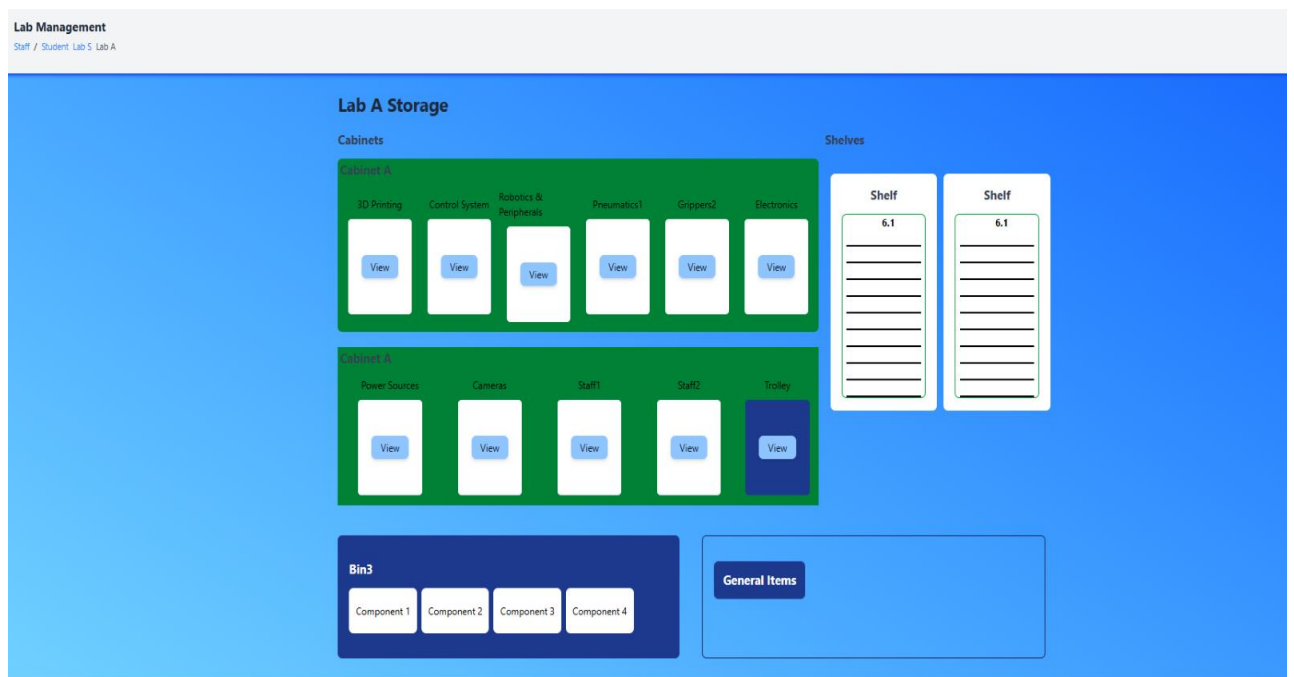 Lab Management
Staff / Student Lab S Lab A
Lab A Storage
Cabinets
Shelves
Cabinet A
3D Printing
Control System
Robotics &
Peripherals
Pneumatics1
Grippers2
Electronics
View
View
View
View
View
View
Shelf
6.1
Shelf
6.1
Cabinet A
Power Sources
Cameras
Staff1
Staff2
Trolley
View
View
View
View
View
Bin3
Component 1
Component 2
Component 3
Component 4
General Items